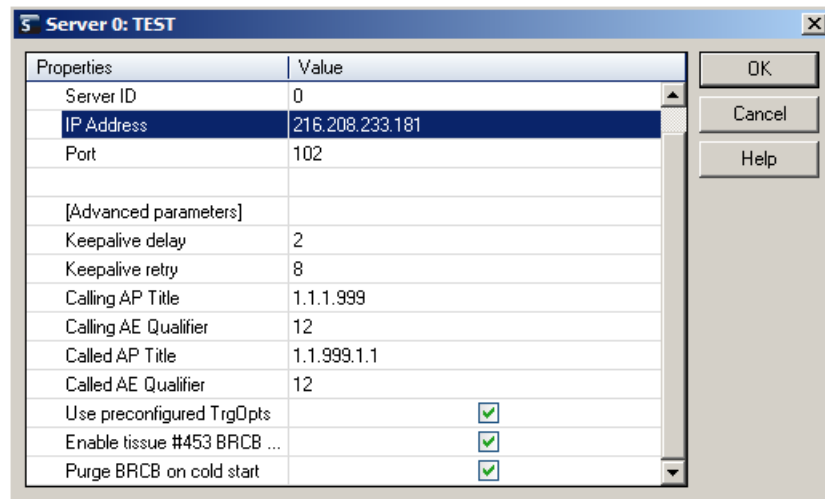 Server 0: TEST
Properties Value
Server ID 0
IP Address 216.208.233.181
Port 102
[Advanced parameters]
Keepalive delay 2
Keepalive retry 8
Calling AP Title 1.1.1.999
Calling AE Qualifier 12
Called AP Title 1.1.999.1.1
Called AE Qualifier 12
Use preconfigured TrgOpts
Enable tissue #453 BRCB ...
Purge BRCB on cold start
OK
Cancel
Help